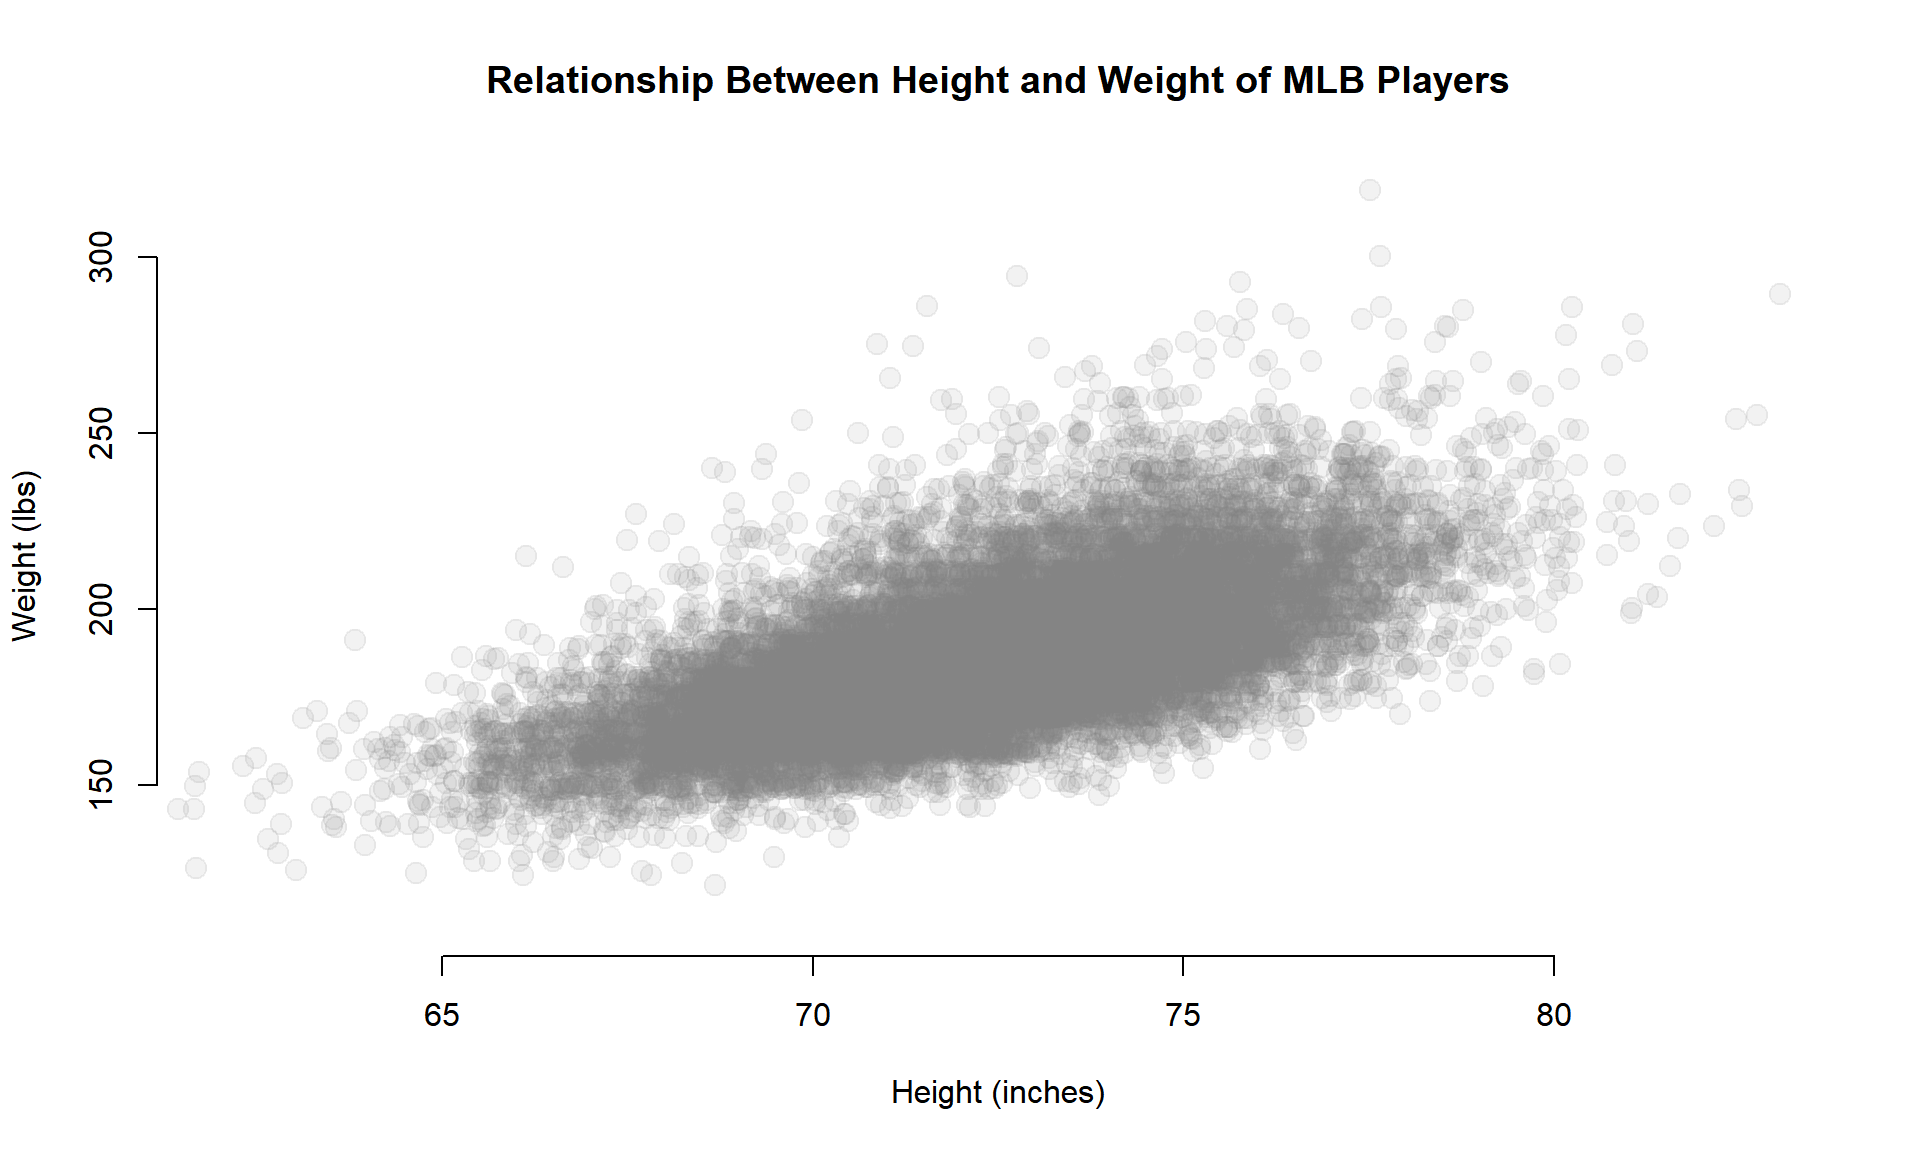 Relationship Between Height and Weight of MLB Players
Weight (lbs)
300
250
200
150
65 70 75 80
Height (inches)